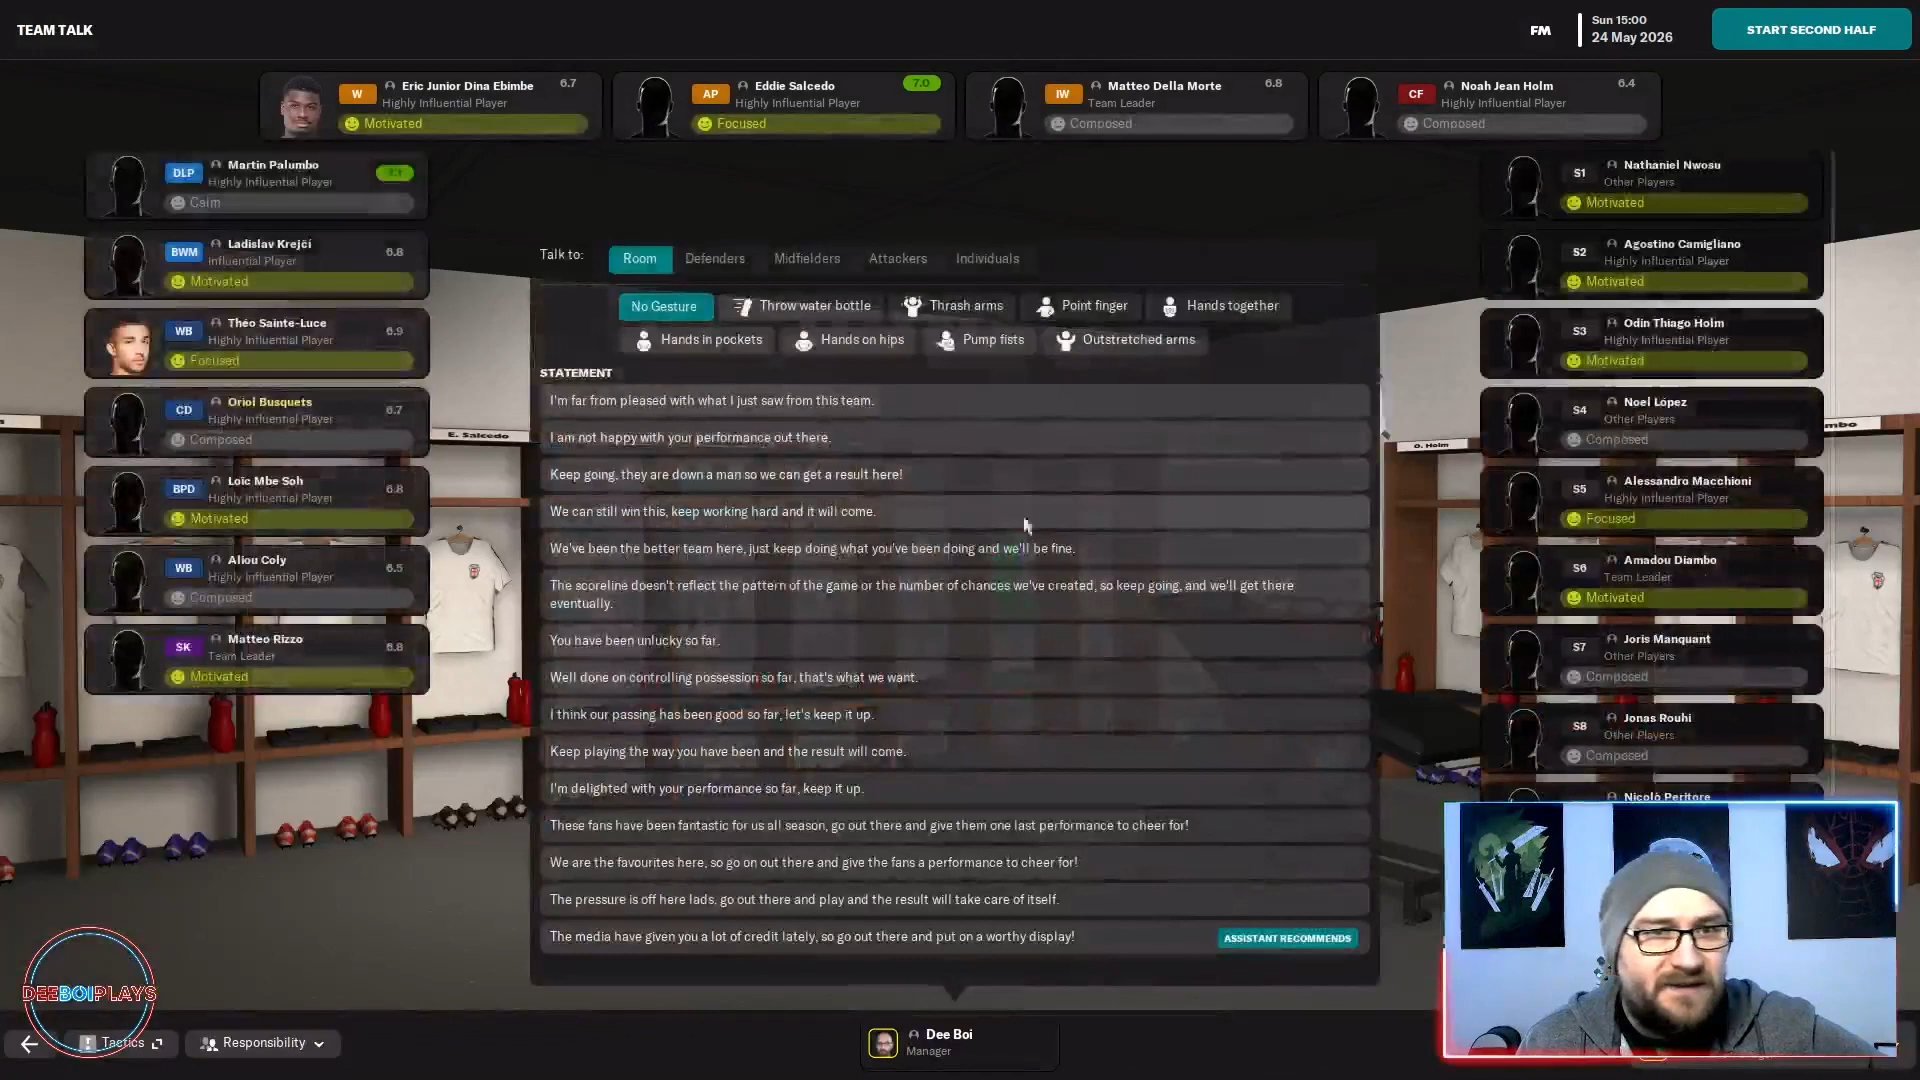 TEAM TALK
FM
Sun 15:00
24 May 2026
START SECOND HALF
W
Eric Junior Dina Ebimbe
6.7
Highly Influential Player
Motivated
AP
Eddie Salcedo
7.0
Highly Influential Player
Focused
IW
Matteo Della Morte
6.8
Team Leader
Composed
CF
Noah Jean Holm
6.4
Highly Influential Player
Composed
DLP
Martin Palumbo
Highly Influential Player
Calm
BWM
Ladislav Krejčí
6.8
Influential Player
Motivated
WB
Théo Sainte-Luce
6.9
Highly Influential Player
Focused
CD
Oriol Busquets
6.7
Highly Influential Player
Composed
BPD
Loïc Mbe Soh
6.8
Highly Influential Player
Motivated
WB
Aliou Coly
6.5
Highly Influential Player
Composed
SK
Matteo Rizzo
6.8
Team Leader
Motivated
E. Salcedo
Talk to:
Room
Defenders
Midfielders
Attackers
Individuals
No Gesture
Throw water bottle
Thrash arms
Point finger
Hands together
Hands in pockets
Hands on hips
Pump fists
Outstretched arms
STATEMENT
I'm far from pleased with what I just saw from this team.
I am not happy with your performance out there.
Keep going, they are down a man so we can get a result here!
We can still win this, keep working hard and it will come.
We've been the better team here, just keep doing what you've been doing and we'll be fine.
The scoreline doesn't reflect the pattern of the game or the number of chances we've created, so keep going, and we'll get there
eventually.
You have been unlucky so far.
Well done on controlling possession so far, that's what we want.
I think our passing has been good so far, let's keep it up.
Keep playing the way you have been and the result will come.
I'm delighted with your performance so far, keep it up.
These fans have been fantastic for us all season, go out there and give them one last performance to cheer for!
We are the favourites here, so go on out there and give the fans a performance to cheer for!
The pressure is off here lads, go out there and play and the result will take care of itself.
The media have given you a lot of credit lately, so go out there and put on a worthy display!
ASSISTANT RECOMMENDS
O. Holm
mbo
S1
Nathaniel Nwosu
Other Players
Motivated
S2
Agostino Camigliano
Highly Influential Player
Motivated
S3
Odin Thiago Holm
Highly Influential Player
Motivated
S4
Noel López
Other Players
Composed
S5
Alessandro Macchioni
Highly Influential Player
Focused
S6
Amadou Diambo
Team Leader
Motivated
S7
Joris Manquant
Other Players
Composed
S8
Jonas Rouhi
Other Players
Composed
Nicolò Peritore
DEEBOIPLAYS
Tactics
Responsibility
Dee Boi
Manager